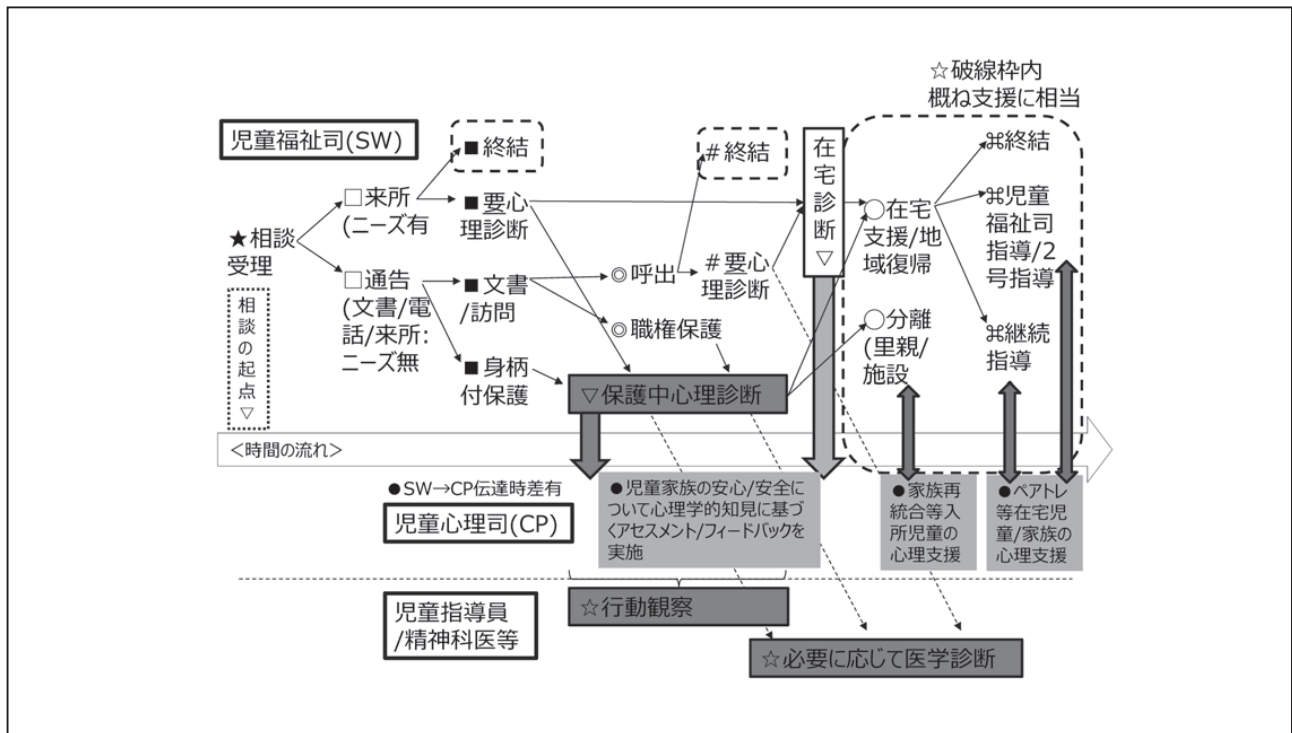 ☆破線枠内
概ね支援に相当
児童福祉司(SW)
■終結
#終結
在宅診断▽
⌘終結
□来所
(ニーズ有
■要心
理診断
★相談
受理
○在宅
支援/地
域復帰
⌘児童
福祉司
指導/2
号指導
◎呼出
#要心
理診断
□通告
(文書/電
話/来所:
ニーズ無
■文書
/訪問
相談の起点▽
◎職権保護
○分離
(里親/
施設
⌘継続
指導
■身柄
付保護
▽保護中心理診断
<時間の流れ>
●SW→CP伝達時差有
児童心理司(CP)
●児童家族の安心/安全に
ついて心理学的知見に基づ
くアセスメント/フィードバックを
実施
●家族再
統合等入
所児童の
心理支援
●ペアトレ
等在宅児
童/家族の
心理支援
児童指導員
/精神科医等
☆行動観察
☆必要に応じて医学診断